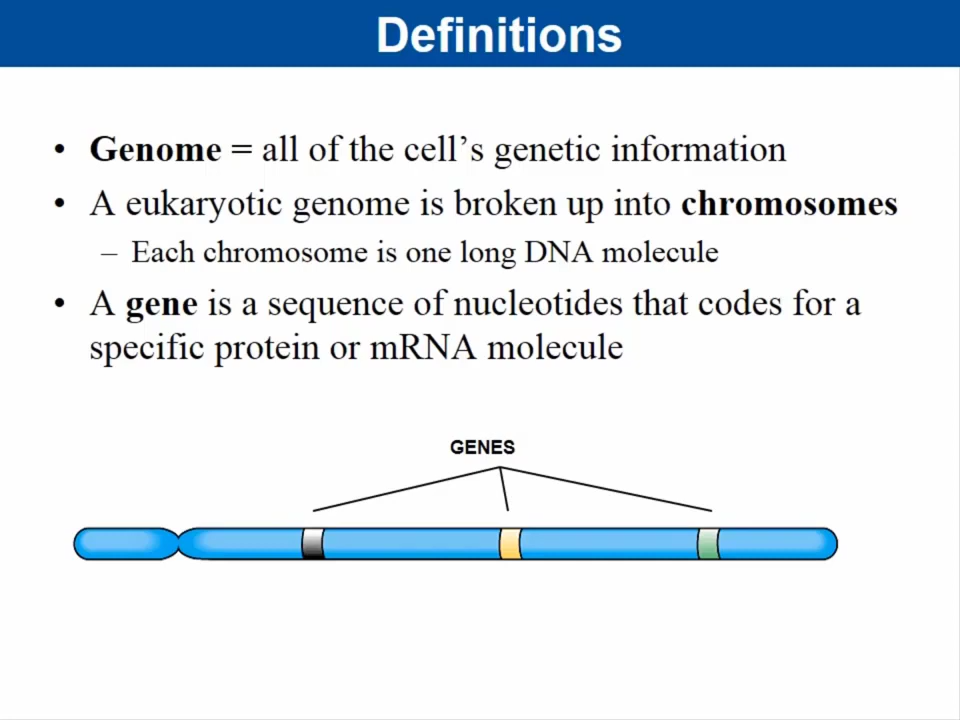 Definitions
• Genome = all of the cell’s genetic information
• A eukaryotic genome is broken up into chromosomes
– Each chromosome is one long DNA molecule
• A gene is a sequence of nucleotides that codes for a
specific protein or mRNA molecule
GENES